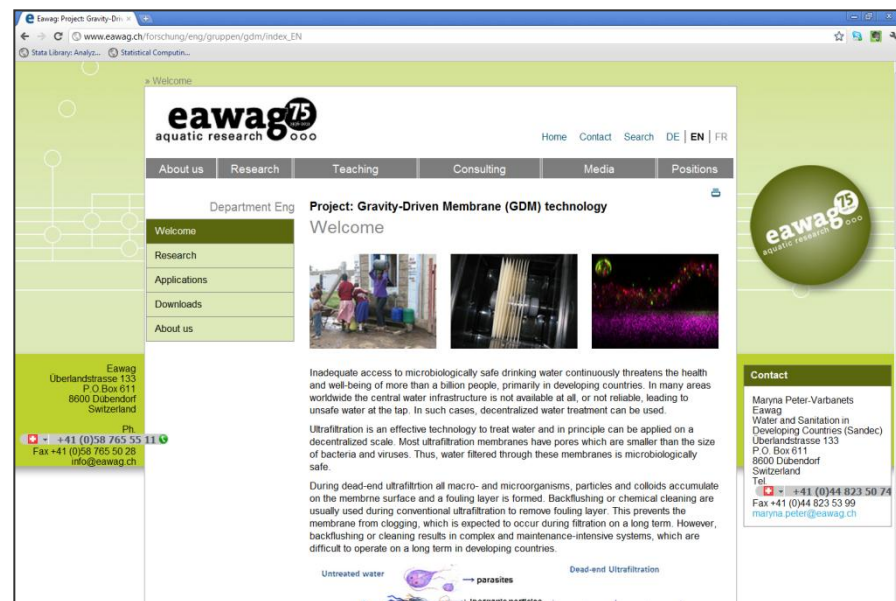 Eawag: Project: Gravity-Driv
www.eawag.ch/forschung/eng/gruppen/gdm/index_EN
Stata Library: Analyz... Statistical Computin...
» Welcome
eawag 75
aquatic research ooo
Home Contact Search DE | EN | FR
About us Research Teaching Consulting Media Positions
Department Eng
Welcome
Research
Applications
Downloads
About us
Project: Gravity-Driven Membrane (GDM) technology
Welcome
Inadequate access to microbiologically safe drinking water continuously threatens the health
and well-being of more than a billion people, primarily in developing countries. In many areas
worldwide the central water infrastructure is not available at all, or not reliable, leading to
unsafe water at the tap. In such cases, decentralized water treatment can be used.
Ultrafiltration is an effective technology to treat water and in principle can be applied on a
decentralized scale. Most ultrafiltration membranes have pores which are smaller than the size
of bacteria and viruses. Thus, water filtered through these membranes is microbiologically
safe.
During dead-end ultrafiltrtion all macro- and microorganisms, particles and colloids accumulate
on the membrne surface and a fouling layer is formed. Backflushing or chemical cleaning are
usually used during conventional ultrafiltration to remove fouling layer. This prevents the
membrane from clogging, which is expected to occur during filtration on a long term. However,
backflushing or cleaning results in complex and maintenance-intensive systems, which are
difficult to operate on a long term in developing countries.
Untreated water
parasites
inorganic particles
Dead-end Ultrafiltration
Eawag
Überlandstrasse 133
P.O.Box 611
8600 Dübendorf
Switzerland
Ph.
+41 (0)58 765 55 11
Fax +41 (0)58 765 50 28
info@eawag.ch
eawag 75
aquatic research ooo
Contact
Maryna Peter-Varbanets
Eawag
Water and Sanitation in
Developing Countries (Sandec)
Überlandstrasse 133
P.O. Box 611
8600 Dübendorf
Switzerland
Tel.
+41 (0)44 823 50 74
Fax +41 (0)44 823 53 99
maryna.peter@eawag.ch